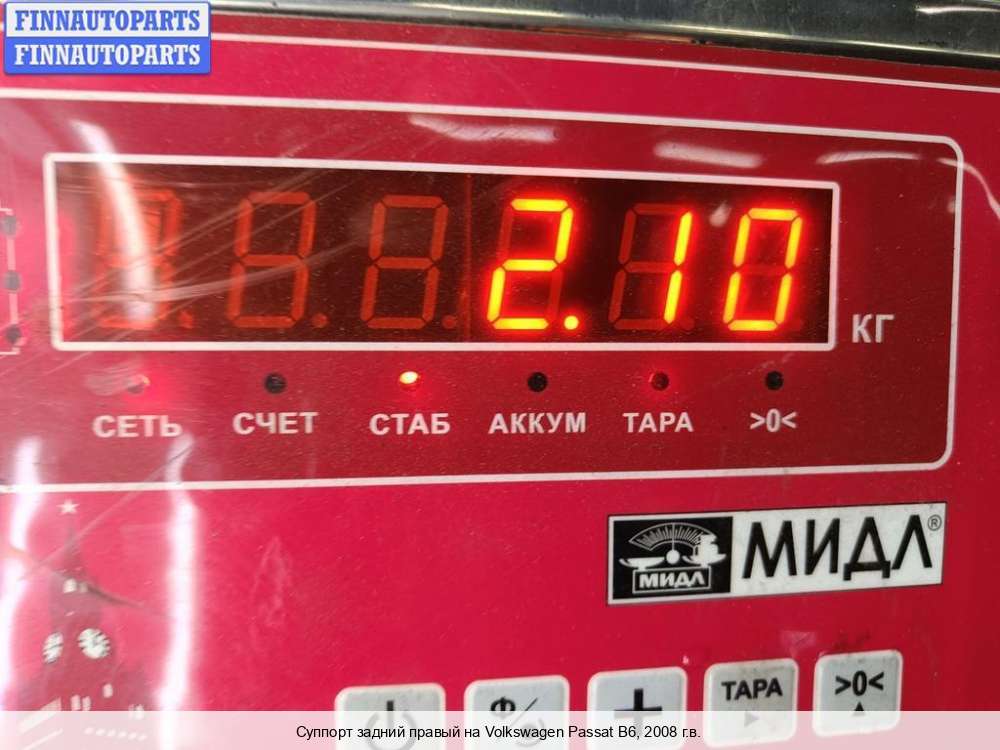 FINNAUTOPARTS
FINNAUTOPARTS
2.10
КГ
СЕТЬ СЧЕТ СТАБ АККУМ ТАРА >0<
МИДЛ МИДЛ®
Ф/g + ТАРА >0<
Суппорт задний правый на Volkswagen Passat B6, 2008 г.в.